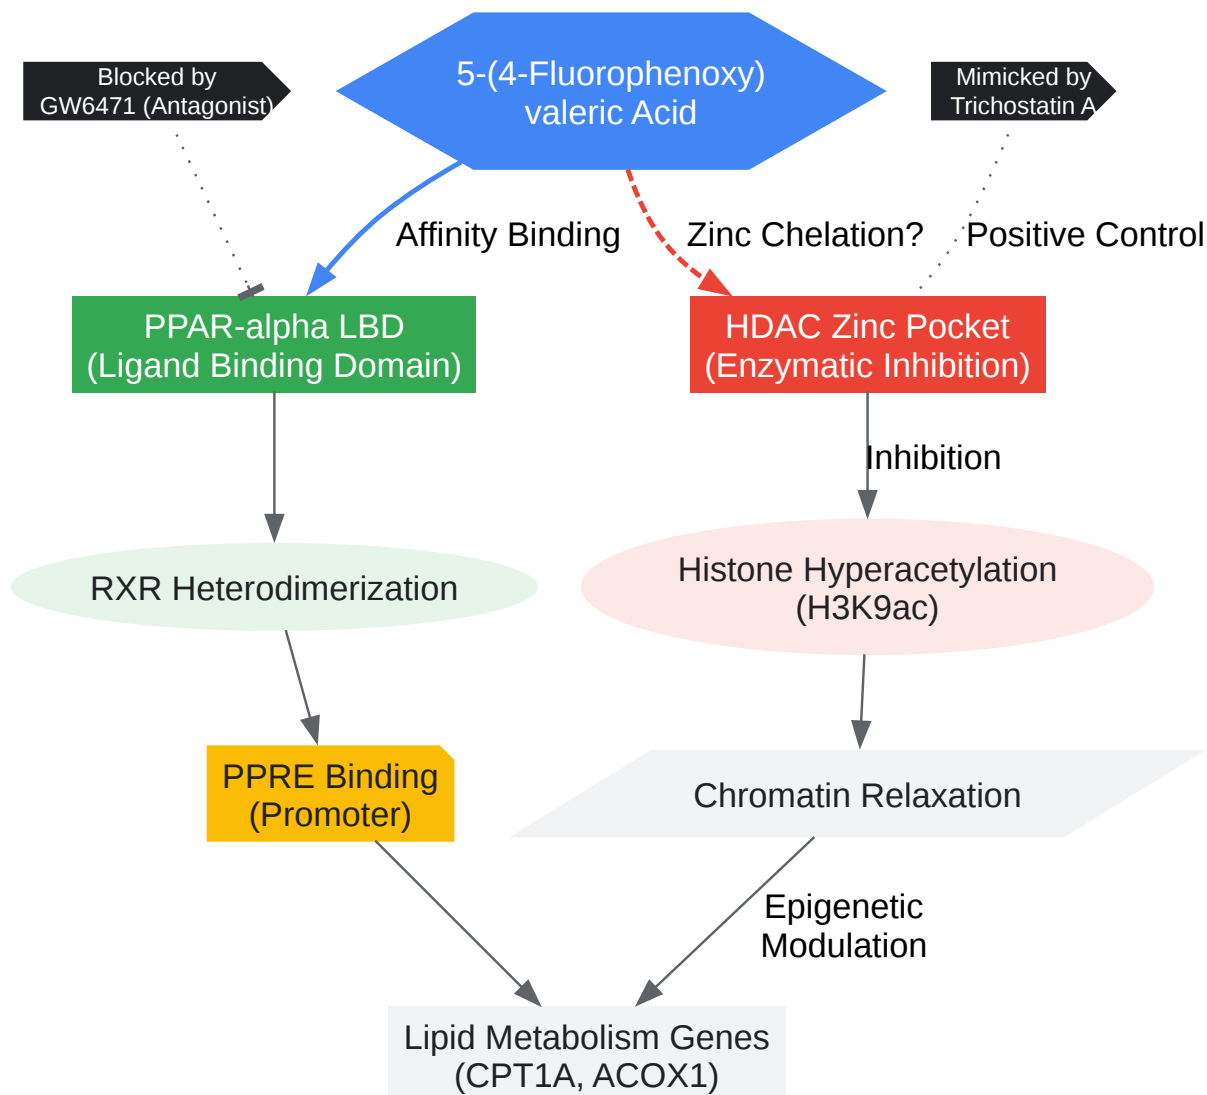 Blocked by
GW6471 (Antagonist)
5-(4-Fluorophenoxy)
valeric Acid
Mimicked by
Trichostatin A
Affinity Binding
Zinc Chelation?
Positive Control
PPAR-alpha LBD
(Ligand Binding Domain)
HDAC Zinc Pocket
(Enzymatic Inhibition)
Inhibition
RXR Heterodimerization
Histone Hyperacetylation
(H3K9ac)
PPRE Binding
(Promoter)
Chromatin Relaxation
Epigenetic
Modulation
Lipid Metabolism Genes
(CPT1A, ACOX1)